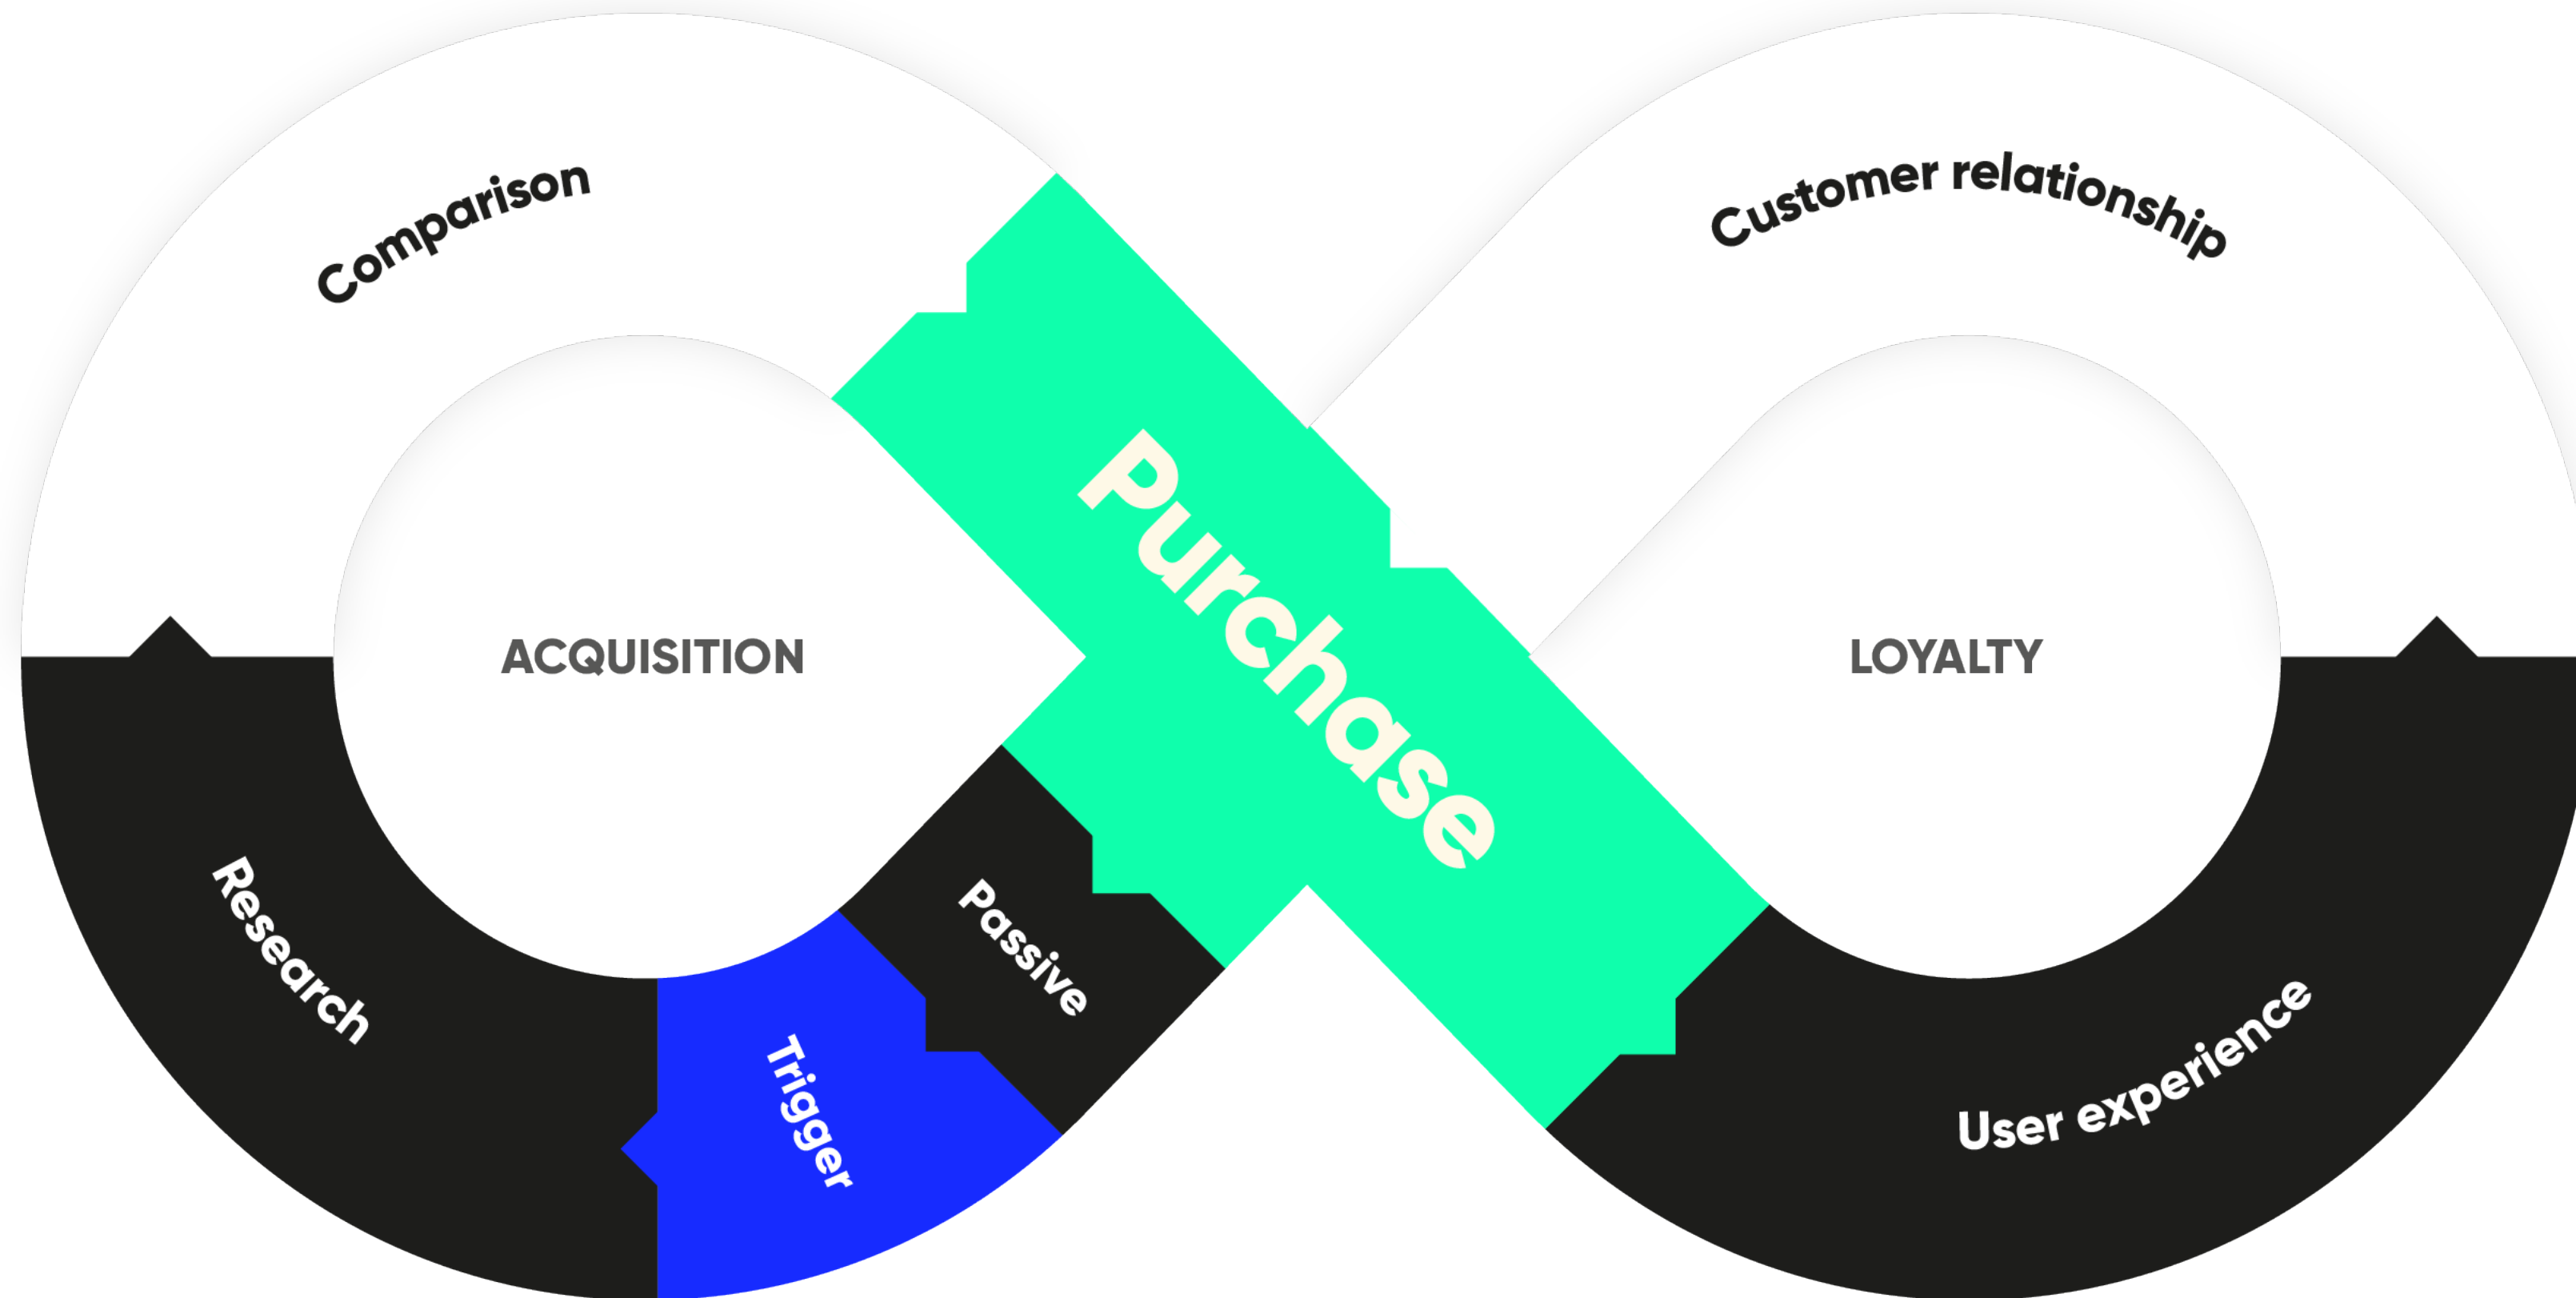 Comparison
Customer relationship
Purchase
ACQUISITION
LOYALTY
Research
Passive
Trigger
User experience